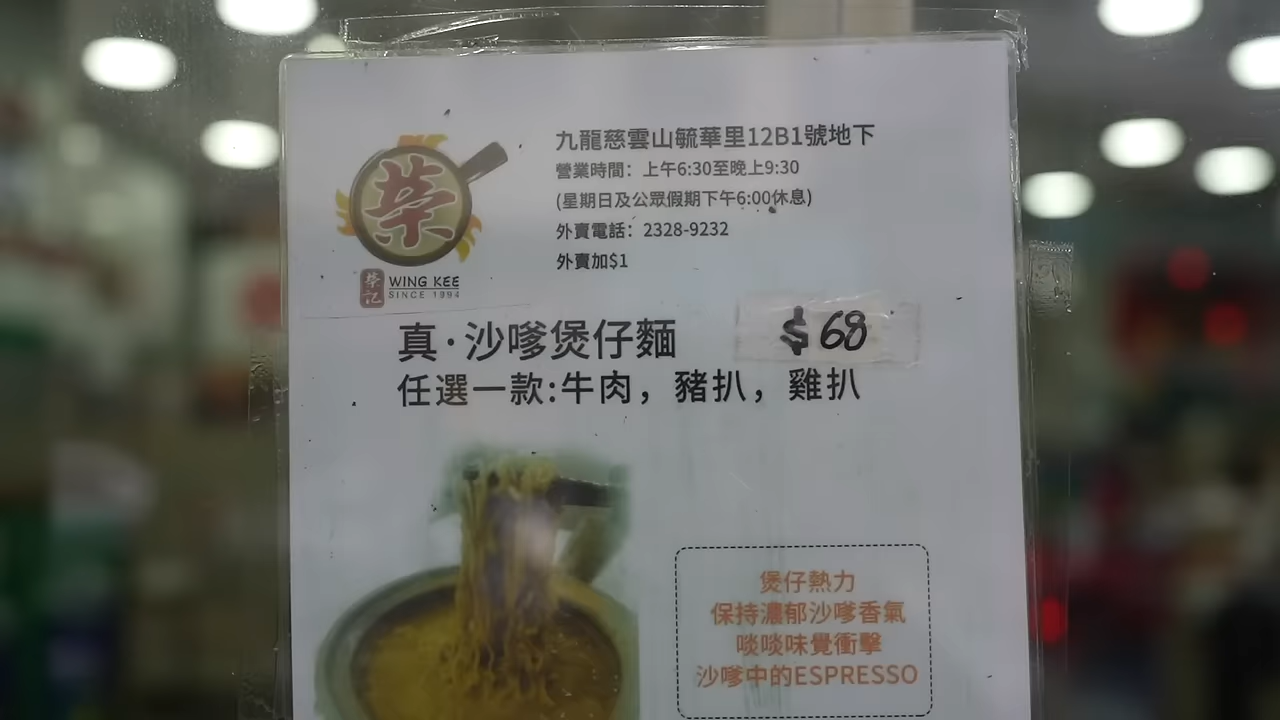 九龍慈雲山毓華里12B1號地下
營業時間：上午6:30至晚上9:30
(星期日及公眾假期下午6:00休息)
外賣電話：2328-9232
外賣加$1
榮
榮記
WING KEE
SINCE 1994
真·沙嗲煲仔麵 $68
任選一款:牛肉，豬扒，雞扒
煲仔熱力
保持濃郁沙嗲香氣
啖啖味覺衝擊
沙嗲中的ESPRESSO